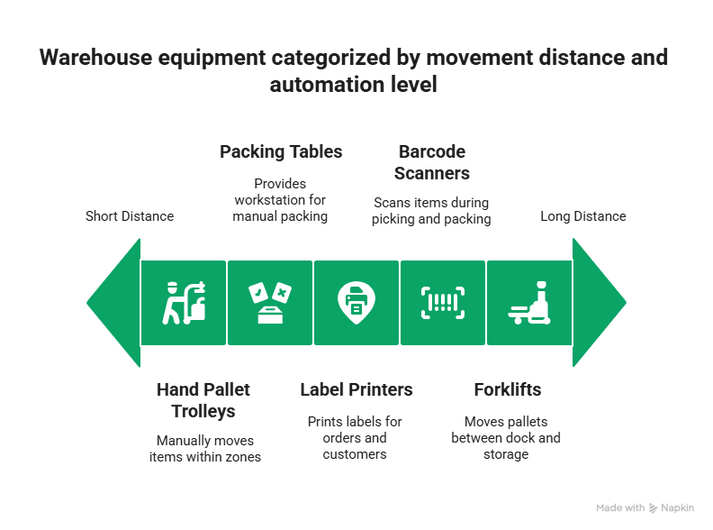 Warehouse equipment categorized by movement distance and
automation level
Packing Tables
Provides
workstation for
manual packing
Barcode
Scanners
Scans items during
picking and packing
Short Distance
Long Distance
Hand Pallet
Trolleys
Manually moves
items within zones
Label Printers
Prints labels for
orders and
customers
Forklifts
Moves pallets
between dock and
storage
Made with Napkin